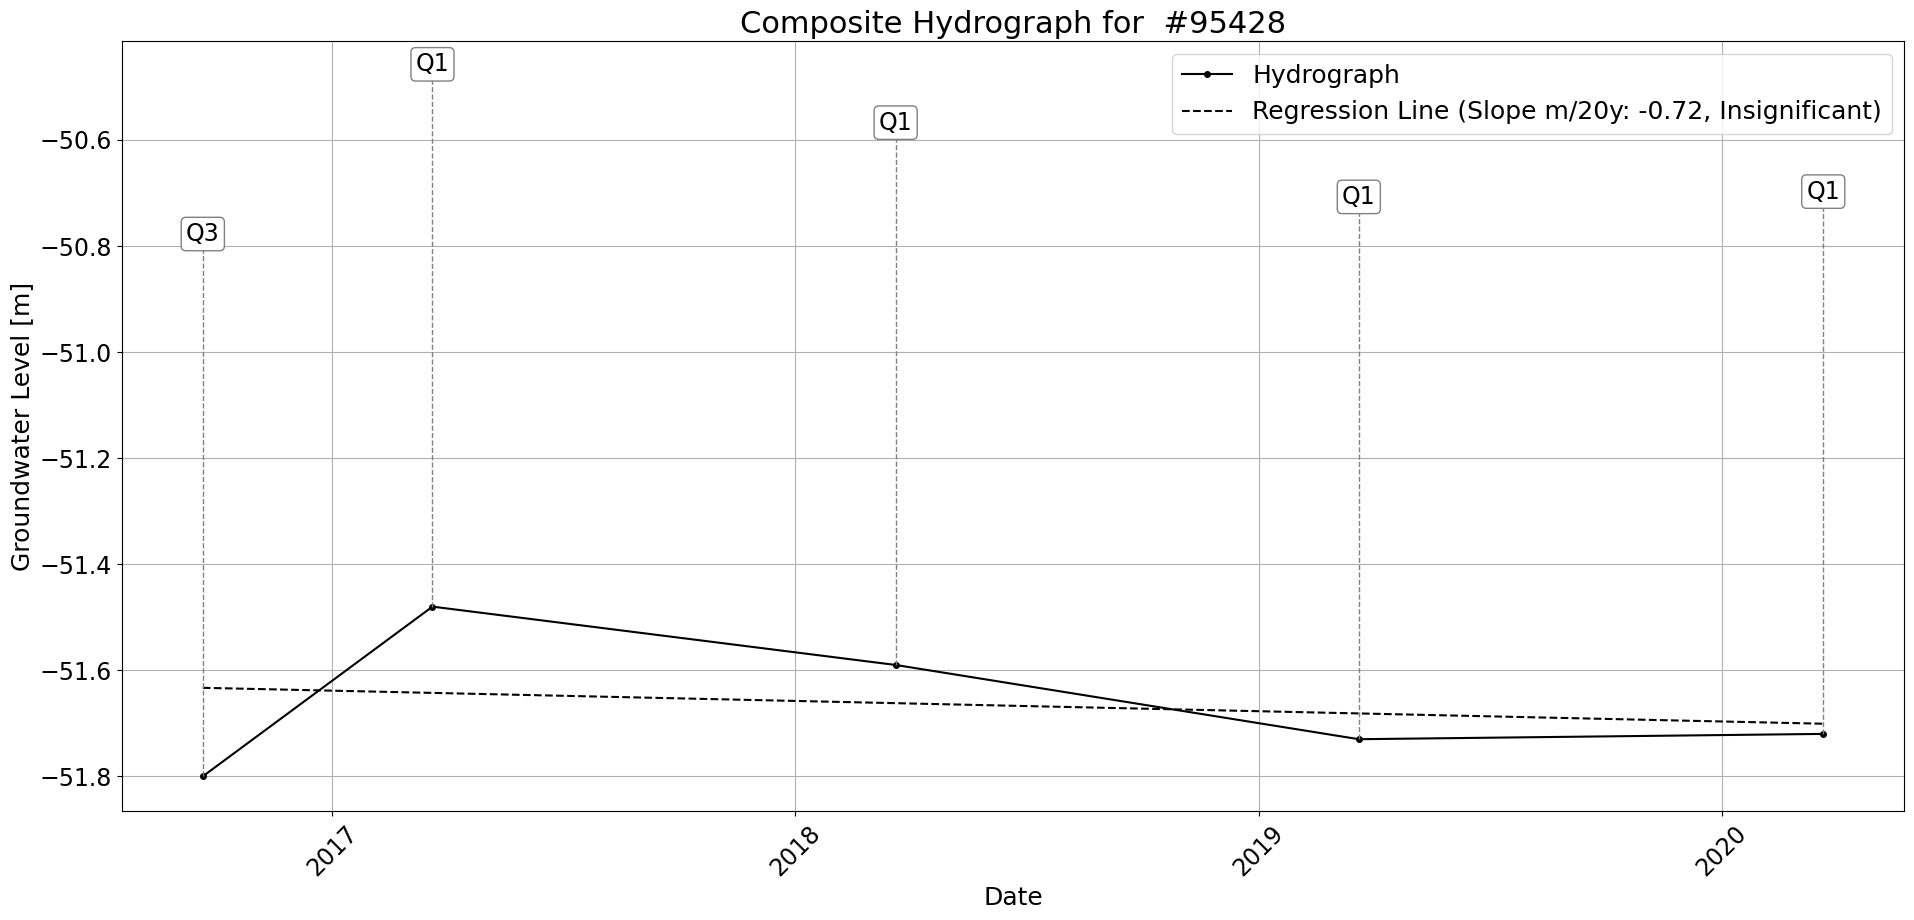 Composite Hydrograph for  #95428
Hydrograph
Regression Line (Slope m/20y: -0.72, Insignificant)
Q1
Q1
Q1
Q1
Q3
Groundwater Level [m]
−50.6
−50.8
−51.0
−51.2
−51.4
−51.6
−51.8
2017
2018
2019
2020
Date